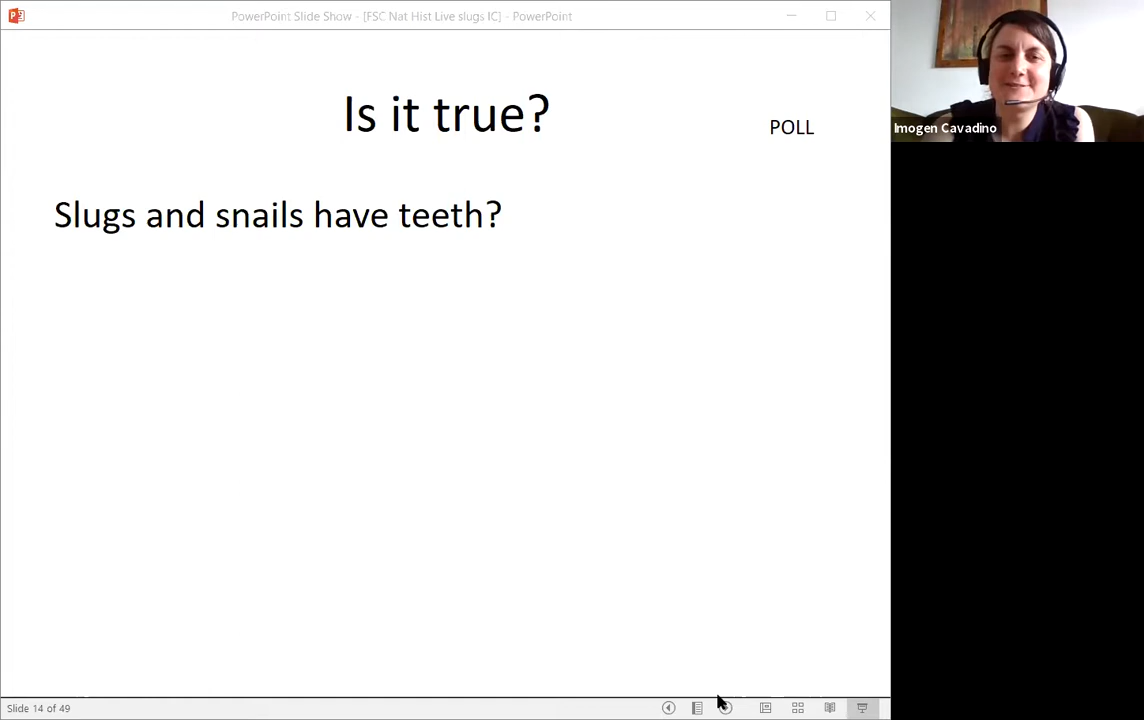 PowerPoint Slide Show - [FSC Nat Hist Live slugs IC] - PowerPoint
Is it true?
POLL
Slugs and snails have teeth?
Imogen Cavadino
Slide 14 of 49